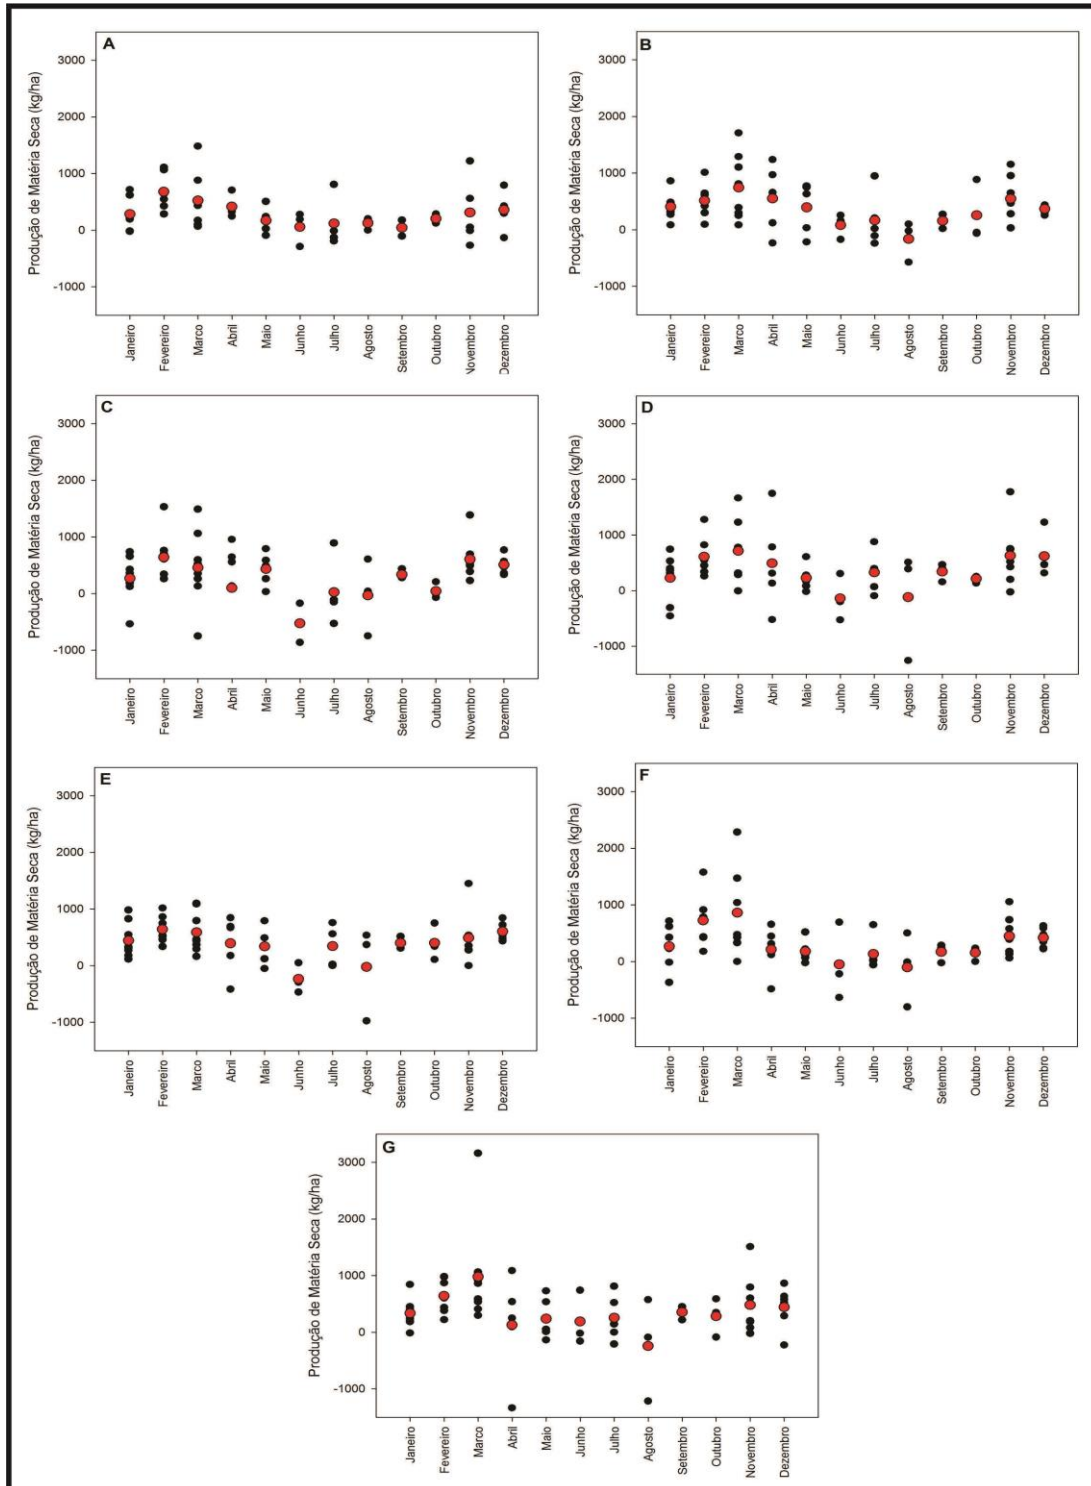 A
B
Produção de Matéria Seca (kg/ha)
3000
2000
1000
0
-1000
Janeiro
Fevereiro
Marco
Abril
Maio
Junho
Julho
Agosto
Setembro
Outubro
Novembro
Dezembro
Produção de Matéria Seca (kg/ha)
3000
2000
1000
0
-1000
Janeiro
Fevereiro
Marco
Abril
Maio
Junho
Julho
Agosto
Setembro
Outubro
Novembro
Dezembro
C
D
Produção de Matéria Seca (kg/ha)
3000
2000
1000
0
-1000
Janeiro
Fevereiro
Marco
Abril
Maio
Junho
Julho
Agosto
Setembro
Outubro
Novembro
Dezembro
Produção de Matéria Seca (kg/ha)
3000
2000
1000
0
-1000
Janeiro
Fevereiro
Marco
Abril
Maio
Junho
Julho
Agosto
Setembro
Outubro
Novembro
Dezembro
E
F
Produção de Matéria Seca (kg/ha)
3000
2000
1000
0
-1000
Janeiro
Fevereiro
Marco
Abril
Maio
Junho
Julho
Agosto
Setembro
Outubro
Novembro
Dezembro
Produção de Matéria Seca (kg/ha)
3000
2000
1000
0
-1000
Janeiro
Fevereiro
Marco
Abril
Maio
Junho
Julho
Agosto
Setembro
Outubro
Novembro
Dezembro
G
Produção de Matéria Seca (kg/ha)
3000
2000
1000
0
-1000
Janeiro
Fevereiro
Marco
Abril
Maio
Junho
Julho
Agosto
Setembro
Outubro
Novembro
Dezembro